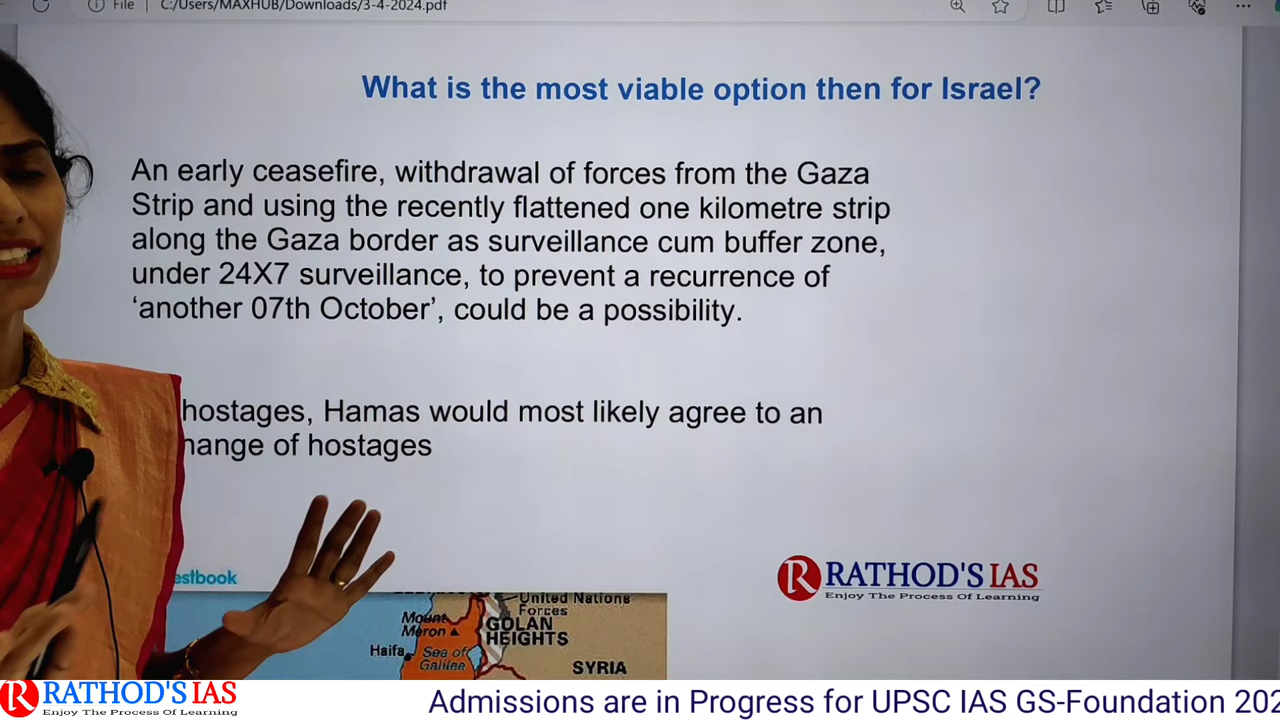 File
C:/Users/MAXHUB/Downloads/3-4-2024.pdf
What is the most viable option then for Israel?
An early ceasefire, withdrawal of forces from the Gaza
Strip and using the recently flattened one kilometre strip
along the Gaza border as surveillance cum buffer zone,
under 24X7 surveillance, to prevent a recurrence of
‘another 07th October’, could be a possibility.
hostages, Hamas would most likely agree to an
of hostages
RATHOD'S IAS
Enjoy The Process Of Learning
United Nations
Forces
Mount
Meron
GOLAN
HEIGHTS
Haifa
Sea of
Galilee
SYRIA
RATHOD'S IAS
Enjoy The Process Of Learning
Admissions are in Progress for UPSC IAS GS-Foundation